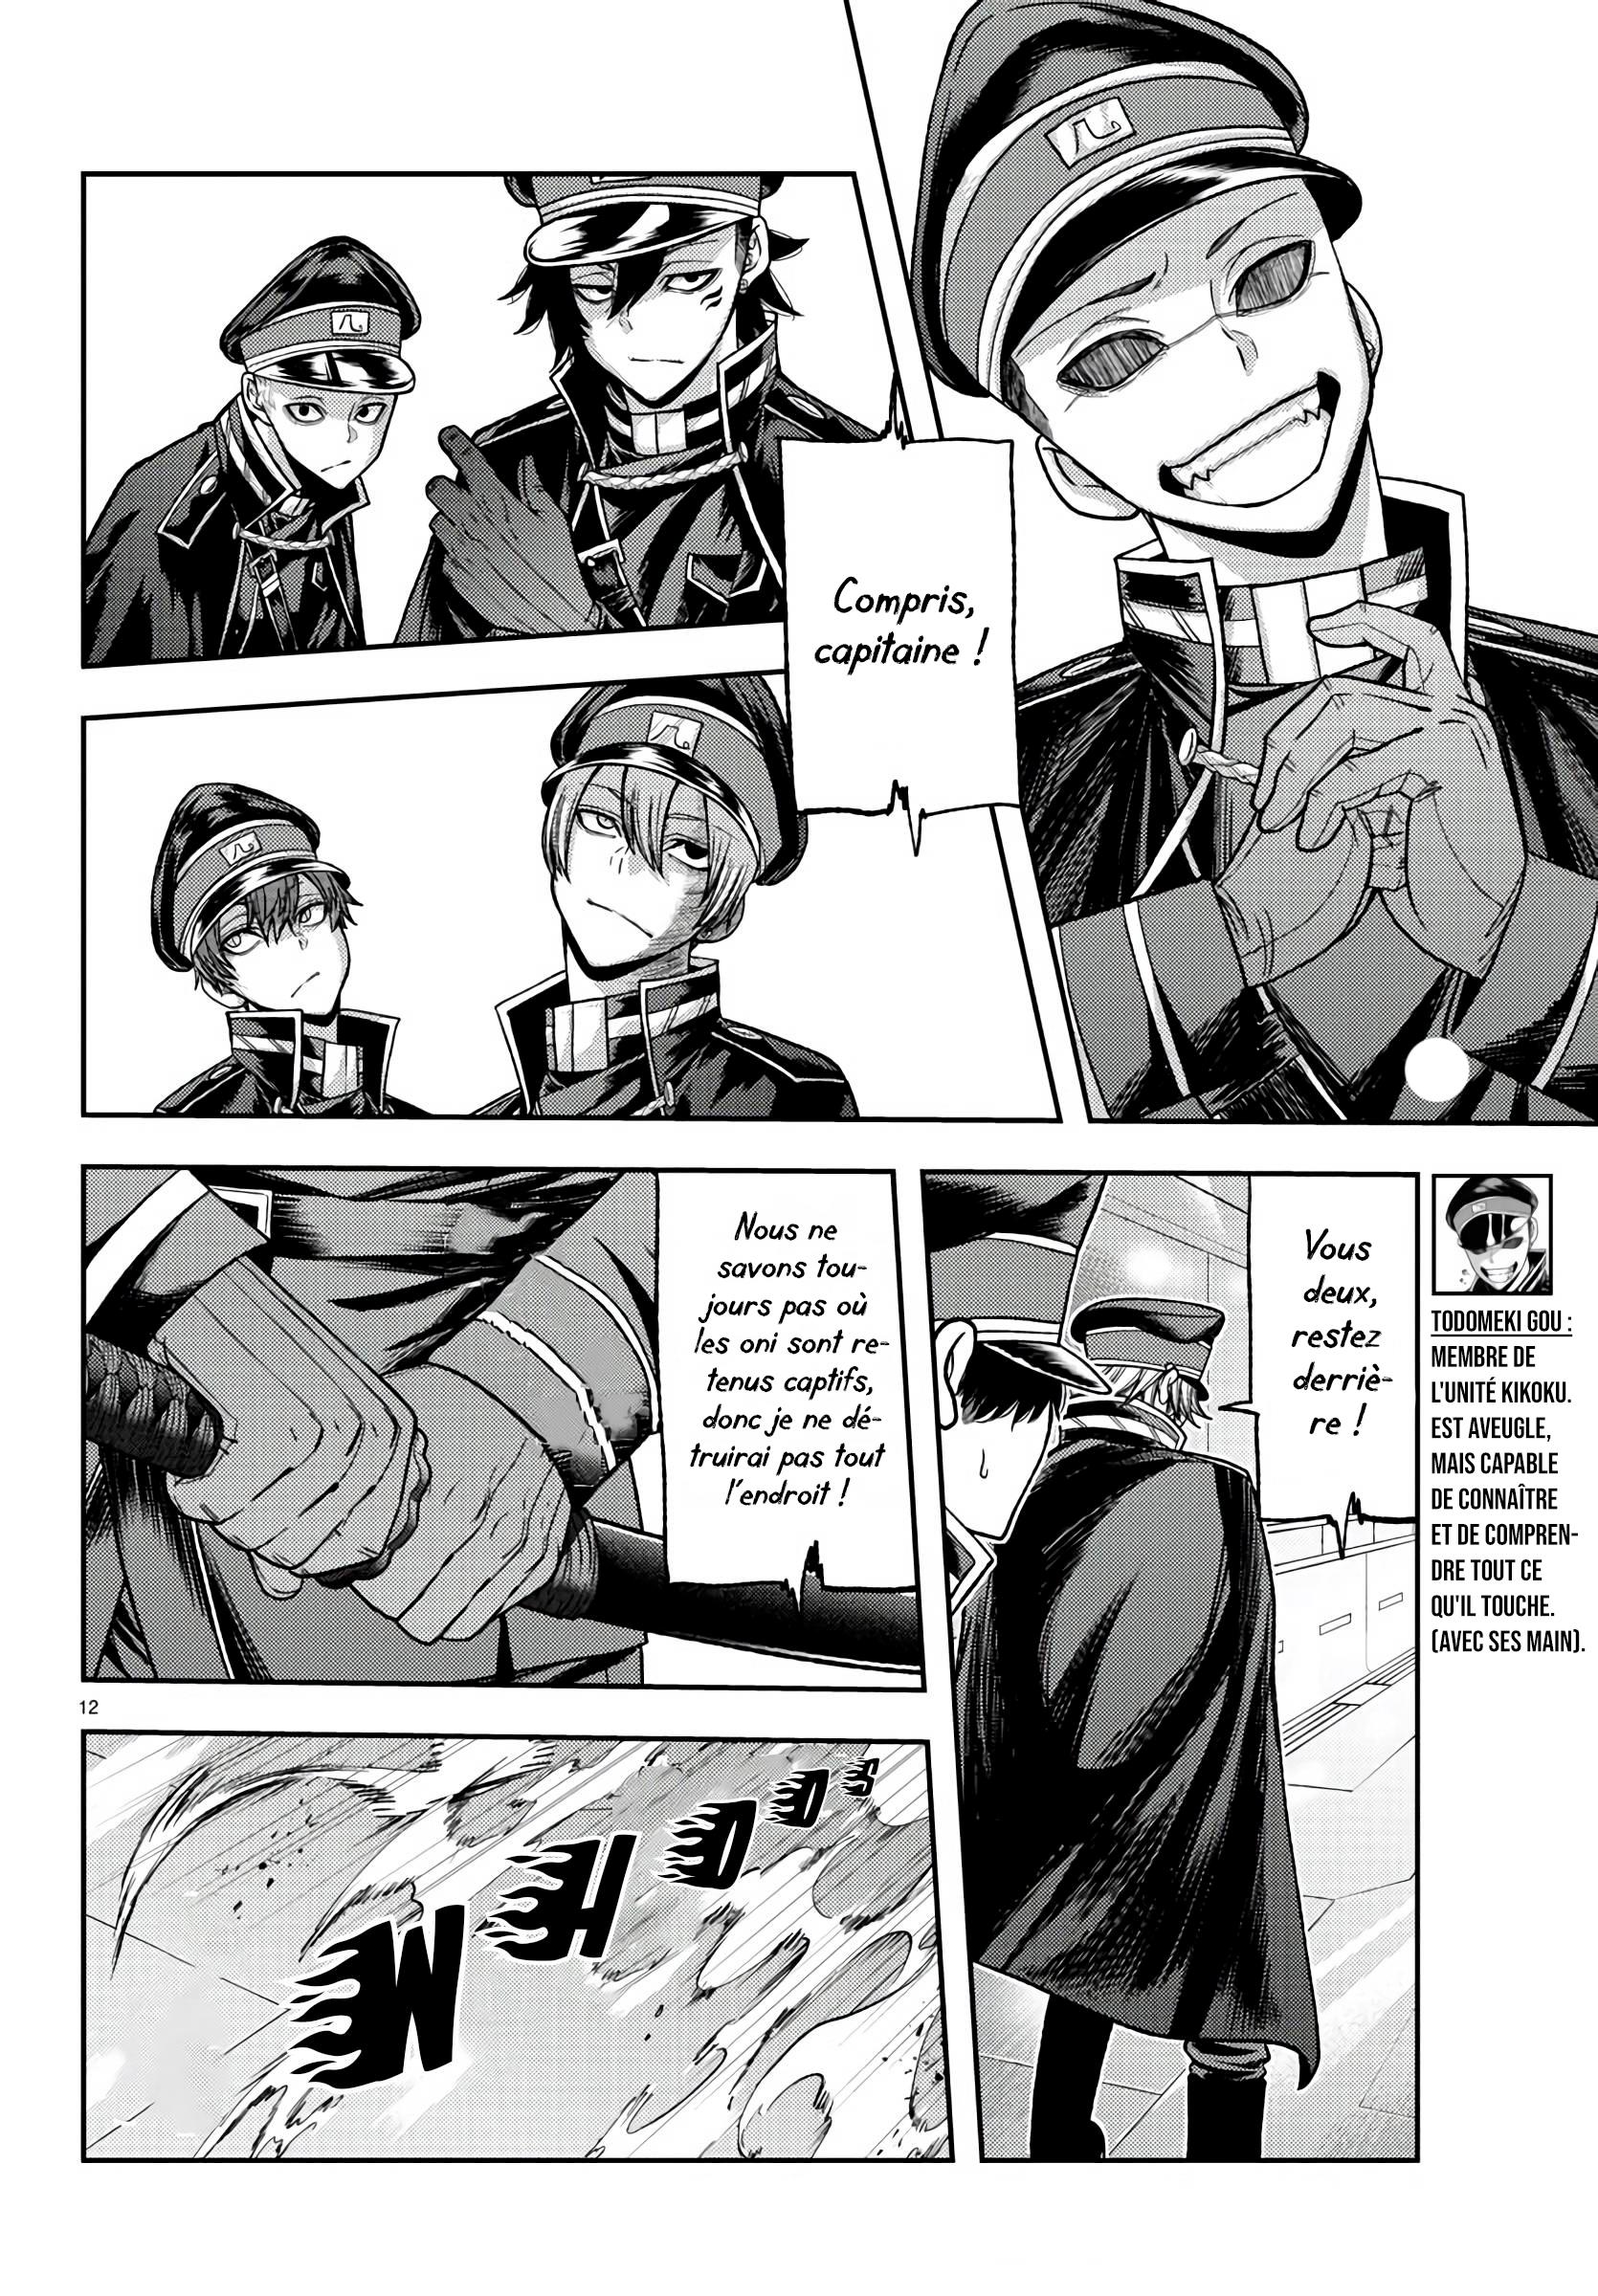 Compris,
capitaine !
Vous
deux,
restez
derriè-
re !
TODOMEKI GOU :
MEMBRE DE
L'UNITÉ KIKOKU.
EST AVEUGLE,
MAIS CAPABLE
DE CONNAÎTRE
ET DE COMPREN-
DRE TOUT CE
QU'IL TOUCHE.
(AVEC SES MAIN).
Nous ne
savons tou-
jours pas où
les oni sont re-
tenus captifs,
donc je ne dé-
truirai pas tout
l'endroit !
12
WHOOOS